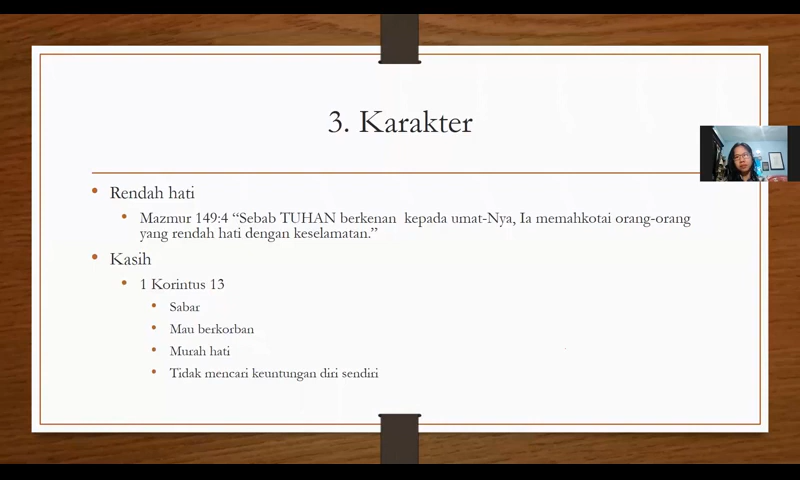 3. Karakter
Rendah hati
Mazmur 149:4 “Sebab TUHAN berkenan kepada umat-Nya, Ia memahkotai orang-orang
yang rendah hati dengan keselamatan.”
Kasih
1 Korintus 13
Sabar
Mau berkorban
Murah hati
Tidak mencari keuntungan diri sendiri